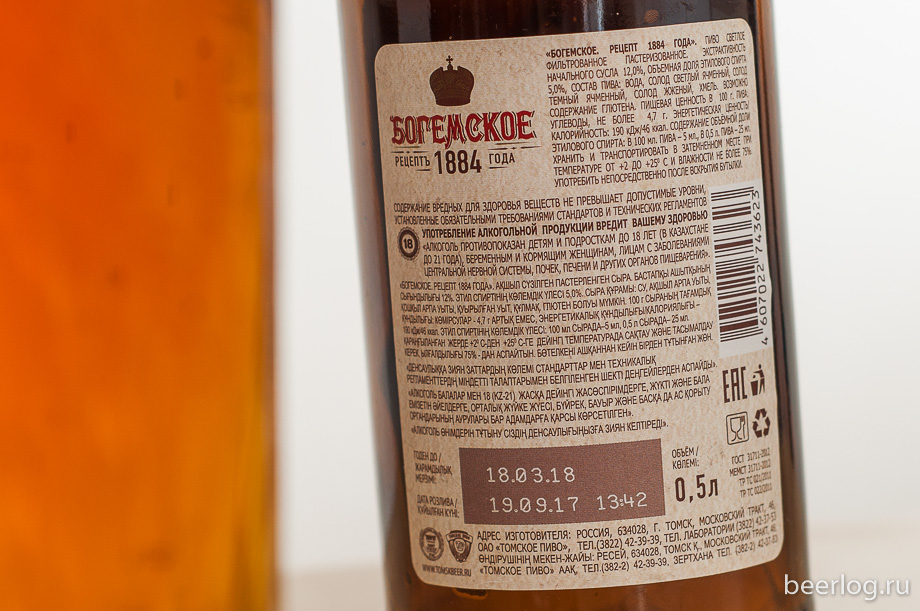 БОГЕМСКОЕ
РЕЦЕПТЪ 1884 ГОДА
«БОГЕМСКОЕ. РЕЦЕПТ 1884 ГОДА». ПИВО СВЕТЛОЕ
ФИЛЬТРОВАННОЕ ПАСТЕРИЗОВАННОЕ. ЭКСТРАКТИВНОСТЬ
НАЧАЛЬНОГО СУСЛА 12,0%, ОБЪЕМНАЯ ДОЛЯ ЭТИЛОВОГО СПИРТА
5,0%, СОСТАВ ПИВА: ВОДА, СОЛОД СВЕТЛЫЙ ЯЧМЕННЫЙ, СОЛОД
ТЕМНЫЙ ЯЧМЕННЫЙ, СОЛОД ЖЖЕНЫЙ, ХМЕЛЬ. ВОЗМОЖНО
СОДЕРЖАНИЕ ГЛЮТЕНА. ПИЩЕВАЯ ЦЕННОСТЬ В 100 Г. ПИВА:
УГЛЕВОДЫ, НЕ БОЛЕЕ 4,7 Г. ЭНЕРГЕТИЧЕСКАЯ ЦЕННОСТЬ/
КАЛОРИЙНОСТЬ: 190 кДж/46 ккал. СОДЕРЖАНИЕ ОБЪЕМНОЙ ДОЛИ
ЭТИЛОВОГО СПИРТА: В 100 МЛ. ПИВА – 5 МЛ, В 0,5 Л. ПИВА – 25 МЛ.
ХРАНИТЬ И ТРАНСПОРТИРОВАТЬ В ЗАТЕМНЕННОМ МЕСТЕ ПРИ
ТЕМПЕРАТУРЕ ОТ +2 ДО +25° С И ВЛАЖНОСТИ НЕ БОЛЕЕ 75%
УПОТРЕБИТЬ НЕПОСРЕДСТВЕННО ПОСЛЕ ВСКРЫТИЯ БУТЫЛКИ.
СОДЕРЖАНИЕ ВРЕДНЫХ ДЛЯ ЗДОРОВЬЯ ВЕЩЕСТВ НЕ ПРЕВЫШАЕТ ДОПУСТИМЫЕ УРОВНИ,
УСТАНОВЛЕННЫЕ ОБЯЗАТЕЛЬНЫМИ ТРЕБОВАНИЯМИ СТАНДАРТОВ И ТЕХНИЧЕСКИХ РЕГЛАМЕНТОВ
УПОТРЕБЛЕНИЕ АЛКОГОЛЬНОЙ ПРОДУКЦИИ ВРЕДИТ ВАШЕМУ ЗДОРОВЬЮ
18 «АЛКОГОЛЬ ПРОТИВОПОКАЗАН ДЕТЯМ И ПОДРОСТКАМ ДО 18 ЛЕТ (В КАЗАХСТАНЕ
ДО 21 ГОДА), БЕРЕМЕННЫМ И КОРМЯЩИМ ЖЕНЩИНАМ, ЛИЦАМ С ЗАБОЛЕВАНИЯМИ
ЦЕНТРАЛЬНОЙ НЕРВНОЙ СИСТЕМЫ, ПОЧЕК, ПЕЧЕНИ И ДРУГИХ ОРГАНОВ ПИЩЕВАРЕНИЯ».
«БОГЕМСКОЕ. РЕЦЕПТ 1884 ГОДА». АҚШЫЛ СҮЗІЛГЕН ПАСТЕРЛЕНГЕН СЫРА. БАСТАПҚЫ АШЫТҚЫНЫҢ
СЫҒЫНДЫЛЫҒЫ 12%. ЭТИЛ СПИРТІНІҢ КӨЛЕМДІК ҮЛЕСІ 5,0%. СЫРА ҚҰРАМЫ: СУ, АҚШЫЛ АРПА УЫТЫ,
ҚОШҚЫЛ АРПА УЫТЫ, ҚУЫРЫЛҒАН УЫТ, ҚҰЛМАҚ, ГЛЮТЕН БОЛУЫ МҮМКІН. 100 Г СЫРАНЫҢ ТАҒАМДЫҚ
ҚҰНДЫЛЫҒЫ: КӨМІРСУЛАР - 4,7 Г АРТЫҚ ЕМЕС, ЭНЕРГЕТИКАЛЫҚ ҚҰНДЫЛЫҒЫ/КАЛОРИЯЛЫҒЫ –
190 кДж/46 ккал. ЭТИЛ СПИРТІНІҢ КӨЛЕМДІК ҮЛЕСІ: 100 МЛ СЫРАДА–5 МЛ, 0,5 Л СЫРАДА– 25 МЛ.
ҚАРАҢҒЫЛАНҒАН ЖЕРДЕ +2°С-ДЕН +25°С-ГЕ ДЕЙІНГІ ТЕМПЕРАТУРАДА САҚТАУ ЖӘНЕ ТАСЫМАЛДАУ
КЕРЕК ЫЛҒАЛДЫЛЫҒЫ 75% - ДАН АСПАЙТЫН. БӨТЕЛКЕНІ АШҚАННАН КЕЙІН БІРДЕН ТҰТЫНҒАН ЖӨН.
«ДЕНСАУЛЫҚҚА ЗИЯН ЗАТТАРДЫҢ КӨЛЕМІ СТАНДАРТТАР МЕН ТЕХНИКАЛЫҚ
РЕГЛАМЕНТТЕРДІҢ МІНДЕТТІ ТАЛАПТАРЫМЕН БЕЛГІЛЕНГЕН ШЕКТІ ДЕҢГЕЙЛЕРДЕН АСПАЙДЫ».
«АЛКОГОЛЬ БАЛАЛАР МЕН 18 (KZ-21) ЖАСҚА ДЕЙІНГІ ЖАСӨСПІРІМДЕРГЕ, ЖҮКТІ ЖӘНЕ БАЛА
ЕМІЗЕТІН ӘЙЕЛДЕРГЕ, ОРТАЛЫҚ ЖҮЙКЕ ЖҮЕСІ, БҮЙРЕК, БАУЫР ЖӘНЕ БАСҚА ДА АС ҚОРЫТУ
ОРГАНДАРЫНЫҢ АУРУЛАРЫ БАР АДАМДАРҒА ҚАРСЫ КӨРСЕТІЛГЕН».
«АЛКОГОЛЬ ӨНІМДЕРІН ТҰТЫНУ СІЗДІҢ ДЕНСАУЛЫҒЫҢЫЗҒА ЗИЯН КЕЛТІРЕДІ».
4 607022 743623
EAC
ГОДЕН ДО /
ЖАРАМДЫЛЫҚ
МЕРЗІМІ:
18.03.18
ДАТА РОЗЛИВА /
ҚҰЙЫЛҒАН КҮНІ:
19.09.17 13:42
ОБЪЁМ /
КӨЛЕМІ:
0,5л
ГОСТ 31711-2012
МЕМСТ 31711-2012
ТР ТС 021/2011
ТР ТС 022/2011
WWW.TOMSKBEER.RU
АДРЕС ИЗГОТОВИТЕЛЯ: РОССИЯ, 634028, Г. ТОМСК, МОСКОВСКИЙ ТРАКТ, 46,
ОАО «ТОМСКОЕ ПИВО», ТЕЛ.(3822) 42-39-39, ТЕЛ. ЛАБОРАТОРИИ (3822) 42-37-53
ӨНДІРУШІНІҢ МЕКЕН-ЖАЙЫ: РЕСЕЙ, 634028, ТОМСК Қ., МОСКОВСКИЙ ТРАКТ, 46,
«ТОМСКОЕ ПИВО» ААҚ, ТЕЛ.(382-2) 42-39-39, ЗЕРТХАНА ТЕЛ. (382-2) 42-37-53
beerlog.ru